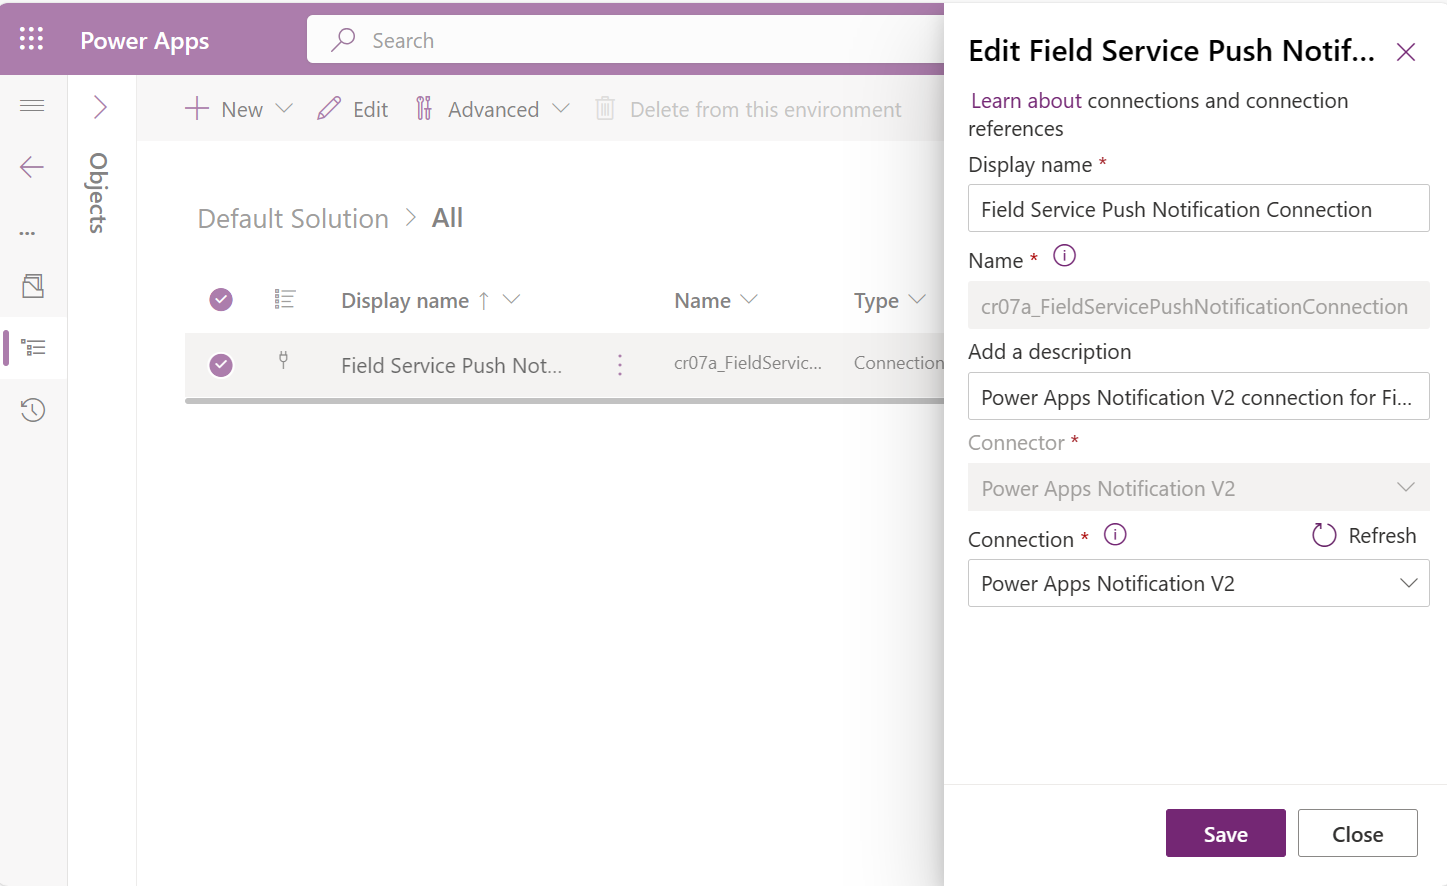 Power Apps
Search
New
Edit
Advanced
Delete from this environment
Objects
Default Solution > All
Display name ↑
Name
Type
Field Service Push Not...
cr07a_FieldServic...
Connection
Edit Field Service Push Notif...
Learn about connections and connection
references
Display name *
Field Service Push Notification Connection
Name *
cr07a_FieldServicePushNotificationConnection
Add a description
Power Apps Notification V2 connection for Fi...
Connector *
Power Apps Notification V2
Connection *
Refresh
Power Apps Notification V2
Save
Close